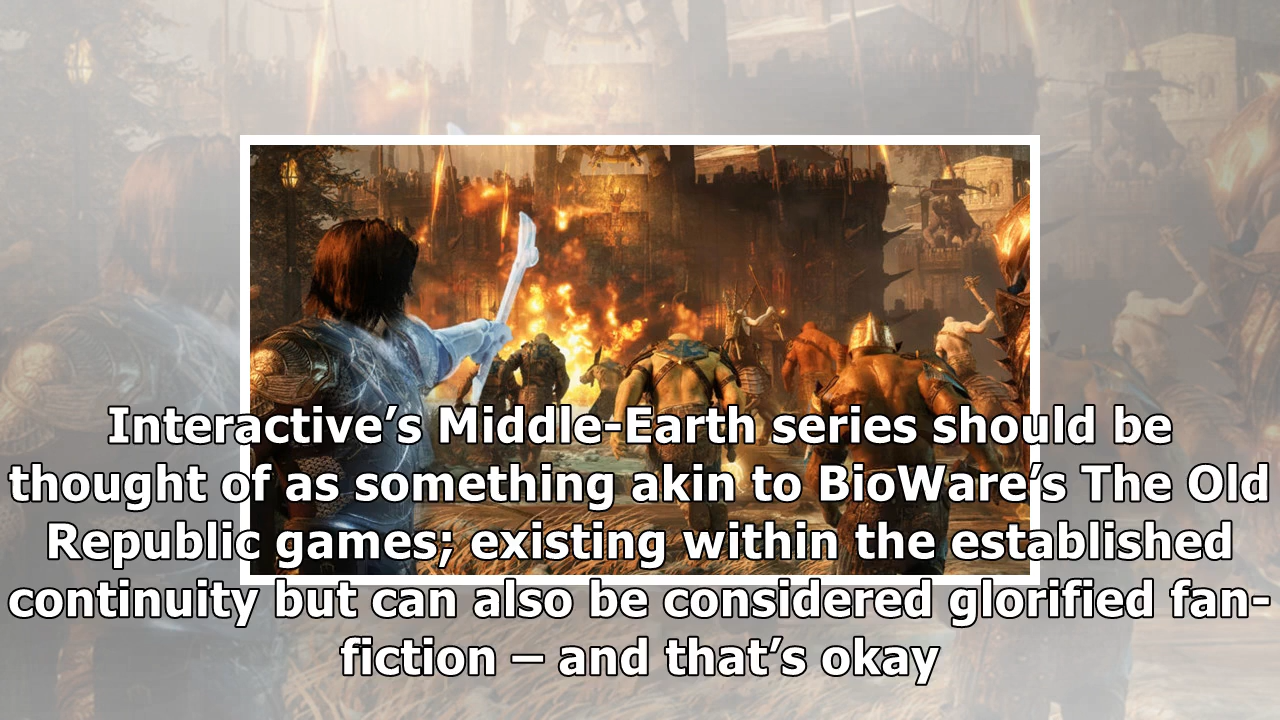 Interactive’s Middle-Earth series should be
thought of as something akin to BioWare’s The Old
Republic games; existing within the established
continuity but can also be considered glorified fan-
fiction – and that’s okay